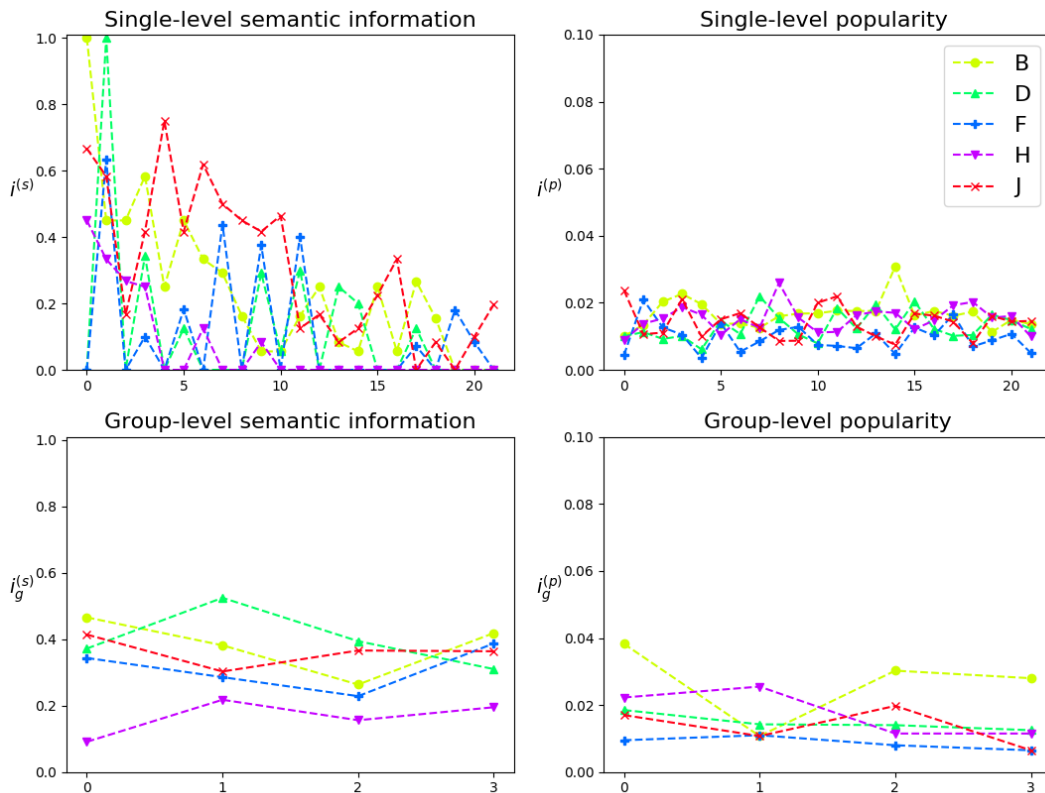 Single-level semantic information
1.0
0.8
0.6
0.4
0.2
0.0
i^(s)
0 5 10 15 20
Single-level popularity
0.10
0.08
0.06
0.04
0.02
0.00
i^(p)
0 5 10 15 20
B
D
F
H
J
Group-level semantic information
1.0
0.8
0.6
0.4
0.2
0.0
i_g^(s)
0 1 2 3
Group-level popularity
0.10
0.08
0.06
0.04
0.02
0.00
i_g^(p)
0 1 2 3